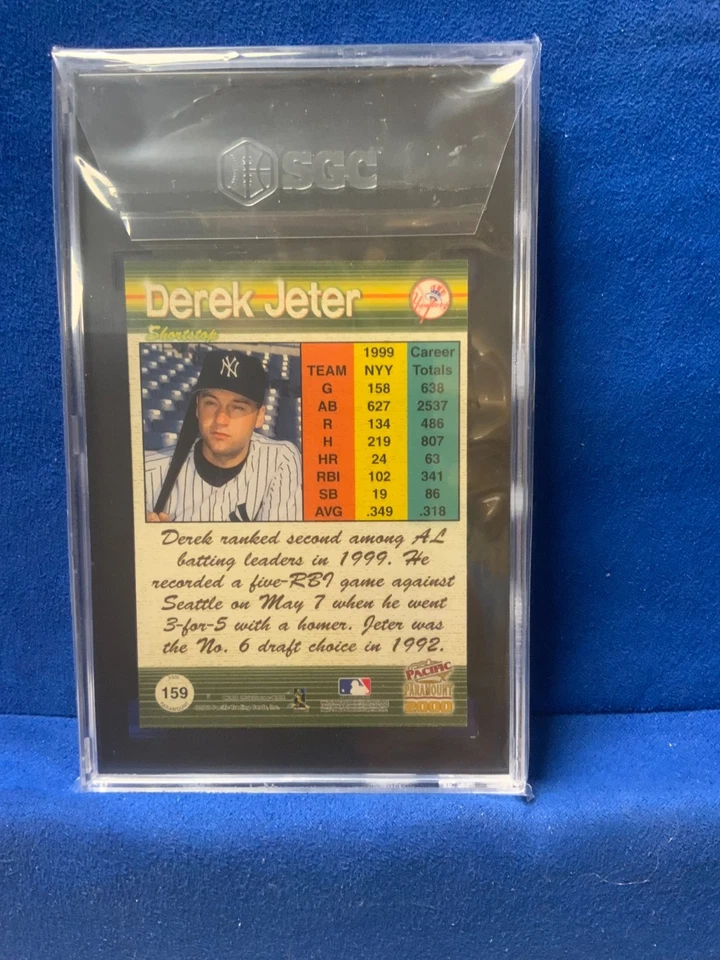 SGC
Derek Jeter
Yankees
Shortstop
NY
1999 Career
TEAM NYY Totals
G 158 638
AB 627 2537
R 134 486
H 219 807
HR 24 63
RBI 102 341
SB 19 86
AVG .349 .318
Derek ranked second among AL
batting leaders in 1999. He
recorded a five-RBI game against
Seattle on May 7 when he went
3-for-5 with a homer. Jeter was
the No. 6 draft choice in 1992.
159
PACIFIC
PARAMOUNT
2000